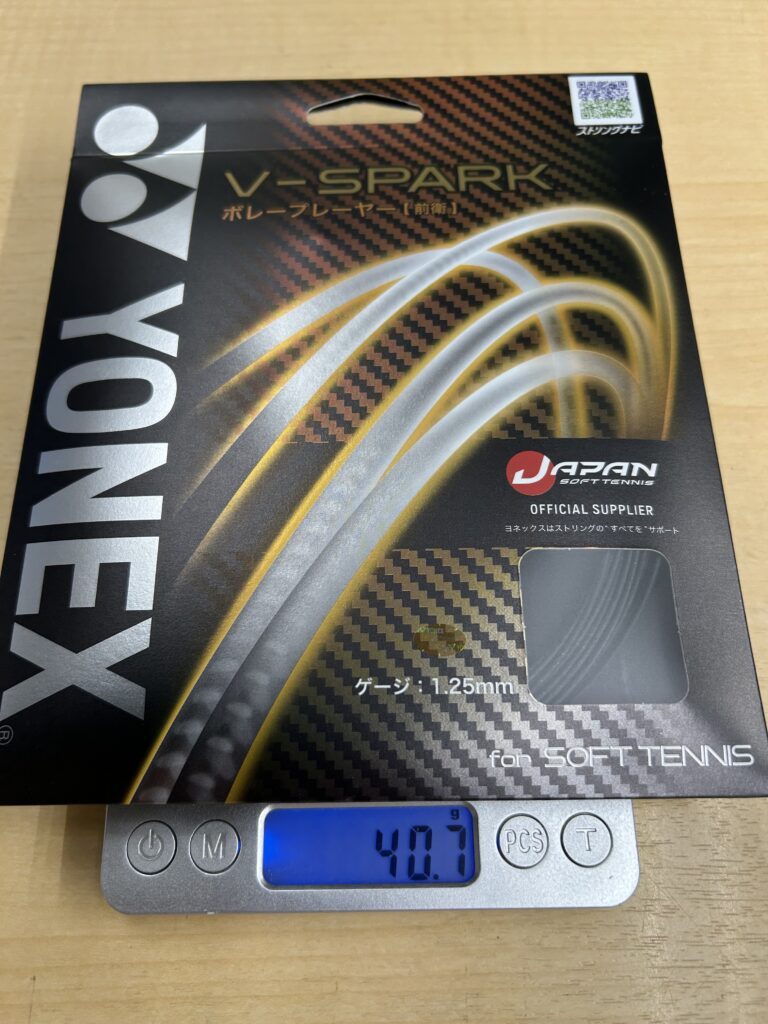 ストリングナビ
V-SPARK
ボレープレーヤー【前衛】
YONEX®
JAPAN
SOFT TENNIS
OFFICIAL SUPPLIER
ヨネックスはストリングの"すべてを"サポート
ゲージ：1.25mm
for SOFT TENNIS
g
40.7
M
PCS
T